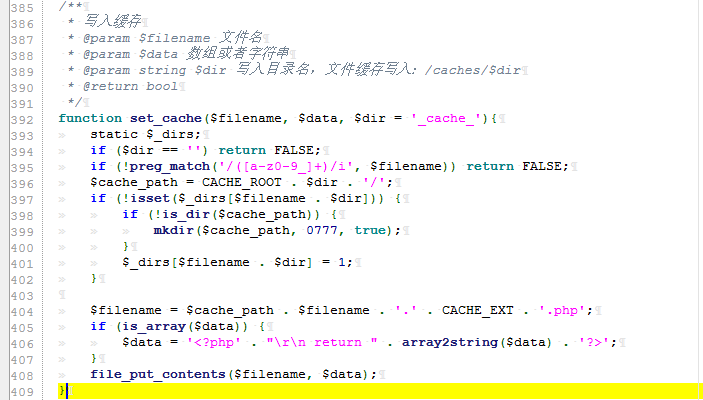 385 /**
386  * 写入缓存
387  * @param $filename 文件名
388  * @param $data 数组或者字符串
389  * @param string $dir 写入目录名，文件缓存写入：/caches/$dir
390  * @return bool
391  */
392 function set_cache($filename, $data, $dir = '_cache_'){
393     static $_dirs;
394     if ($dir == '') return FALSE;
395     if (!preg_match('/([a-z0-9_]+)/i', $filename)) return FALSE;
396     $cache_path = CACHE_ROOT . $dir . '/';
397     if (!isset($_dirs[$filename . $dir])) {
398         if (!is_dir($cache_path)) {
399             mkdir($cache_path, 0777, true);
400         }
401         $_dirs[$filename . $dir] = 1;
402     }
403
404     $filename = $cache_path . $filename . '.' . CACHE_EXT . '.php';
405     if (is_array($data)) {
406         $data = '<?php' . "\r\n return " . array2string($data) . '?>';
407     }
408     file_put_contents($filename, $data);
409 }